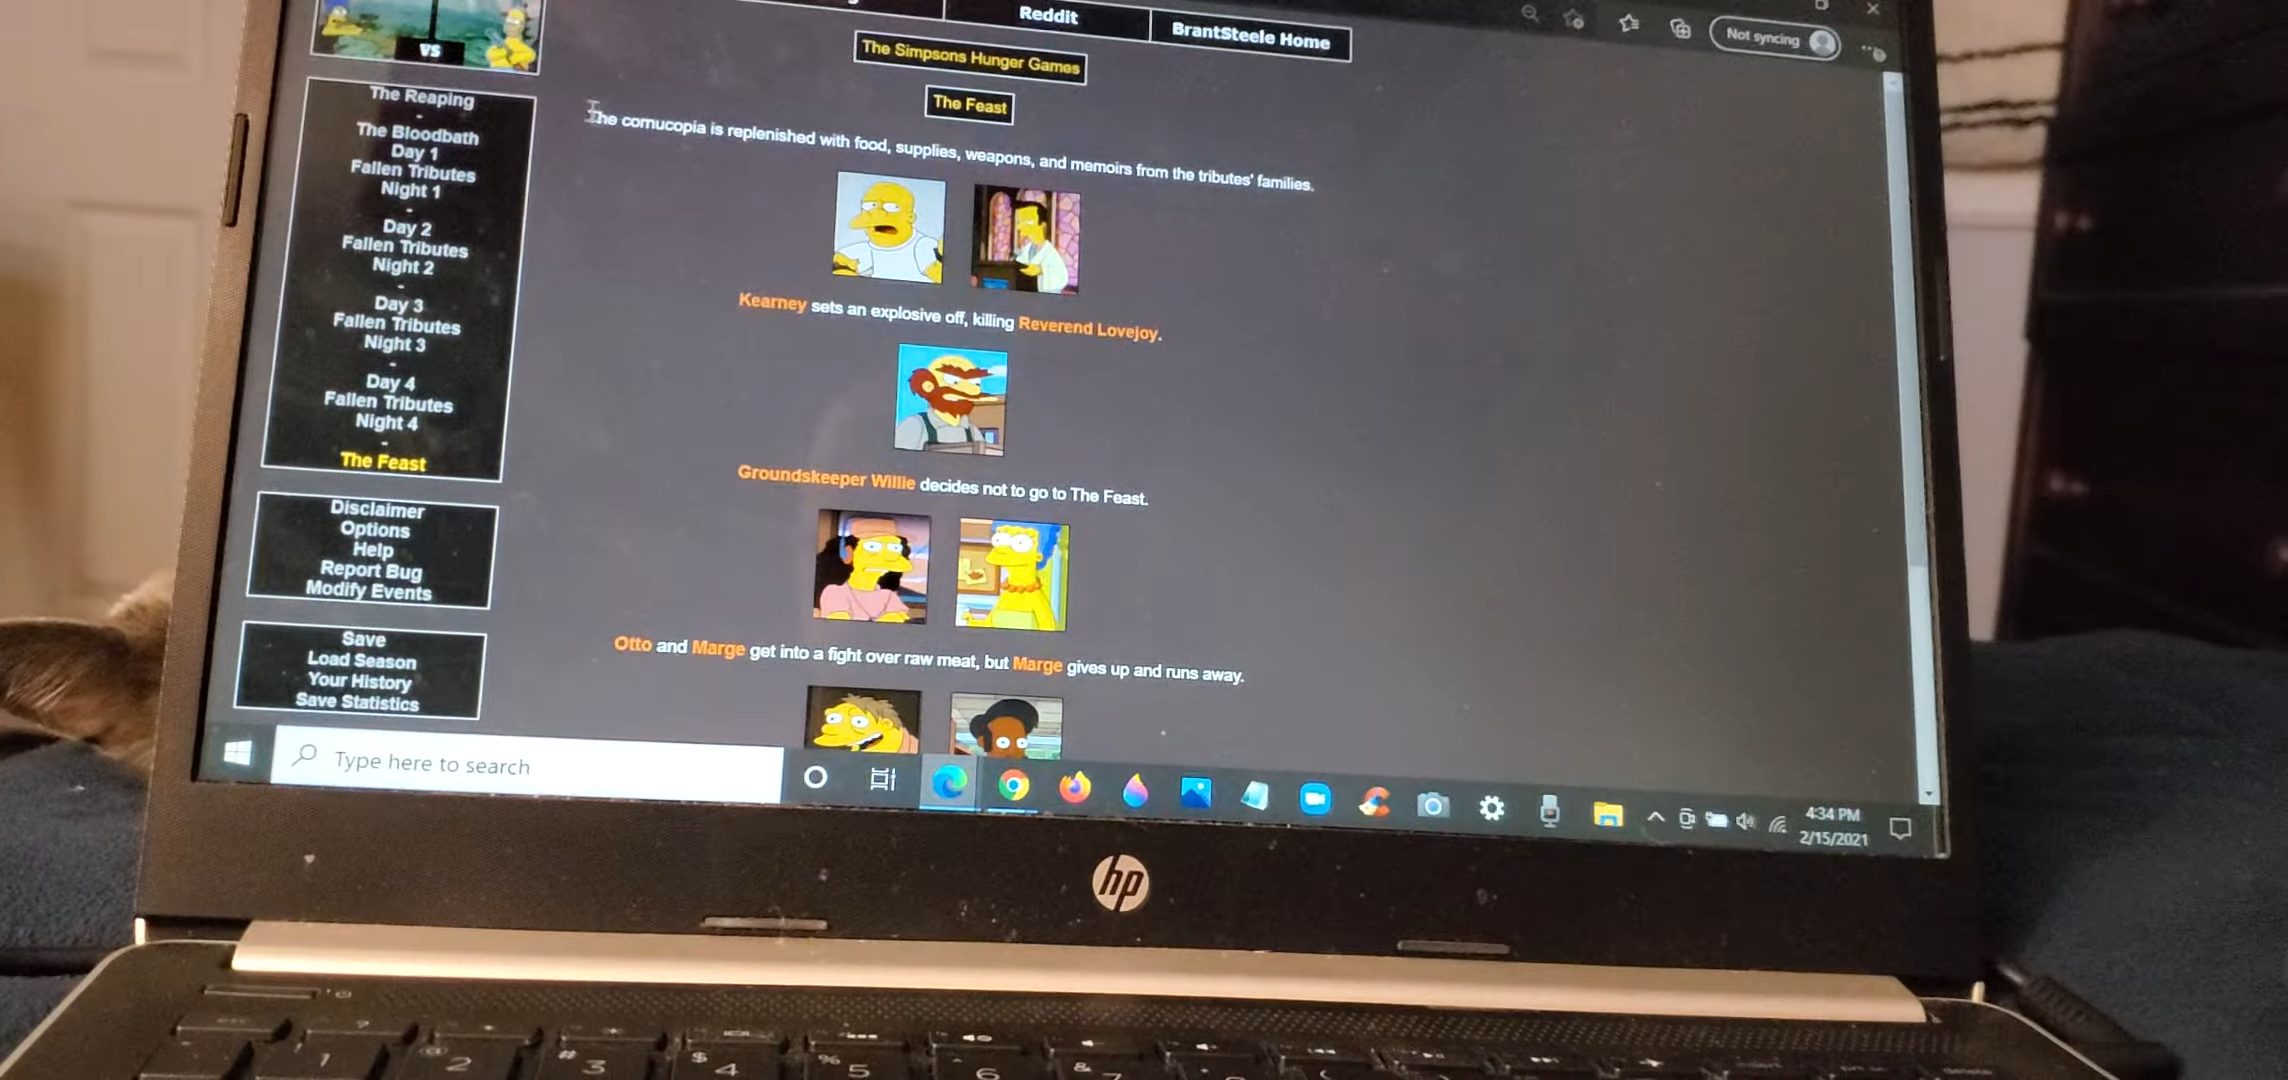 Reddit
BrantSteele Home
Not syncing
VS
The Simpsons Hunger Games
The Feast
The cornucopia is replenished with food, supplies, weapons, and memoirs from the tributes' families.
Kearney sets an explosive off, killing Reverend Lovejoy.
Groundskeeper Willie decides not to go to The Feast.
Otto and Marge get into a fight over raw meat, but Marge gives up and runs away.
The Reaping
-
The Bloodbath
Day 1
Fallen Tributes
Night 1
-
Day 2
Fallen Tributes
Night 2
-
Day 3
Fallen Tributes
Night 3
-
Day 4
Fallen Tributes
Night 4
-
The Feast
Disclaimer
Options
Help
Report Bug
Modify Events
Save
Load Season
Your History
Save Statistics
Type here to search
4:34 PM
2/15/2021
hp
? 
! @ 2 # 3 $ 4 % 5 ^ 6 & 7